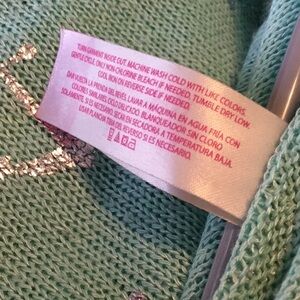 TURN GARMENT INSIDE OUT. MACHINE WASH COLD WITH LIKE COLORS.
GENTLE CYCLE. ONLY NON-CHLORINE BLEACH IF NEEDED. TUMBLE DRY LOW.
COOL IRON ON REVERSE SIDE IF NEEDED.
DAR VUELTA LA PRENDA DEL REVÉS. LAVAR A MÁQUINA EN AGUA FRÍA CON
COLORES SIMILARES. CICLO DELICADO. BLANQUEADOR SIN CLORO
SOLAMENTE, SI ES NECESARIO. SECAR EN SECADORA A TEMPERATURA BAJA.
USAR PLANCHA TIBIA DEL REVERSO SI ES NECESARIO.